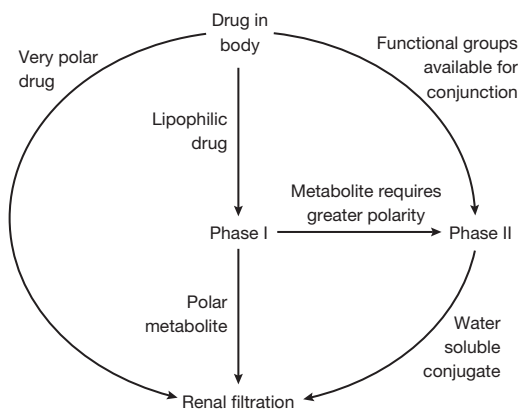 Drug in
body
Very polar
drug
Functional groups
available for
conjunction
Lipophilic
drug
Metabolite requires
greater polarity
Phase I
Phase II
Polar
metabolite
Water
soluble
conjugate
Renal filtration